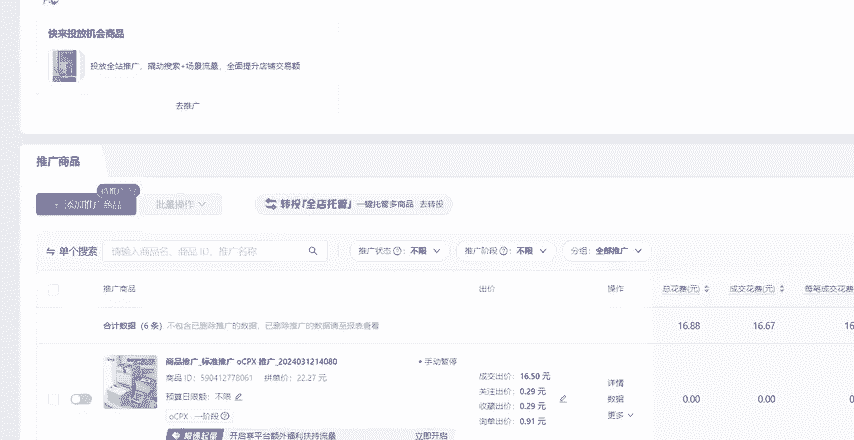 快来投放机会商品
投放全站推广，撬动搜索+场景流量，全面提升店铺交易额
去推广
推广商品
+ 添加推广商品
批量操作
转投「全店托管」一键托管多商品 去转投
单个搜索
请输入商品名、商品 ID、推广名称
推广状态：不限
推广阶段：不限
分组：全部推广
推广商品 出价 操作 总花费(元) 成交花费(元) 每笔成交花费
合计数据（6 条）不包含已删除推广的数据，已删除推广的数据请至报表查看 16.88 16.67 16
商品推广_标准推广 oCPX 推广_2024031214080
• 手动暂停
商品 ID：590412778061 拼单价：22.27 元
预算日限额：不限
oCPX · 一阶段
开启享平台额外福利扶持流量 立即开启
成交出价：16.50 元
关注出价：0.29 元
收藏出价：0.29 元
询单出价：0.91 元
详情
数据
更多
0.00 0.00 0.00